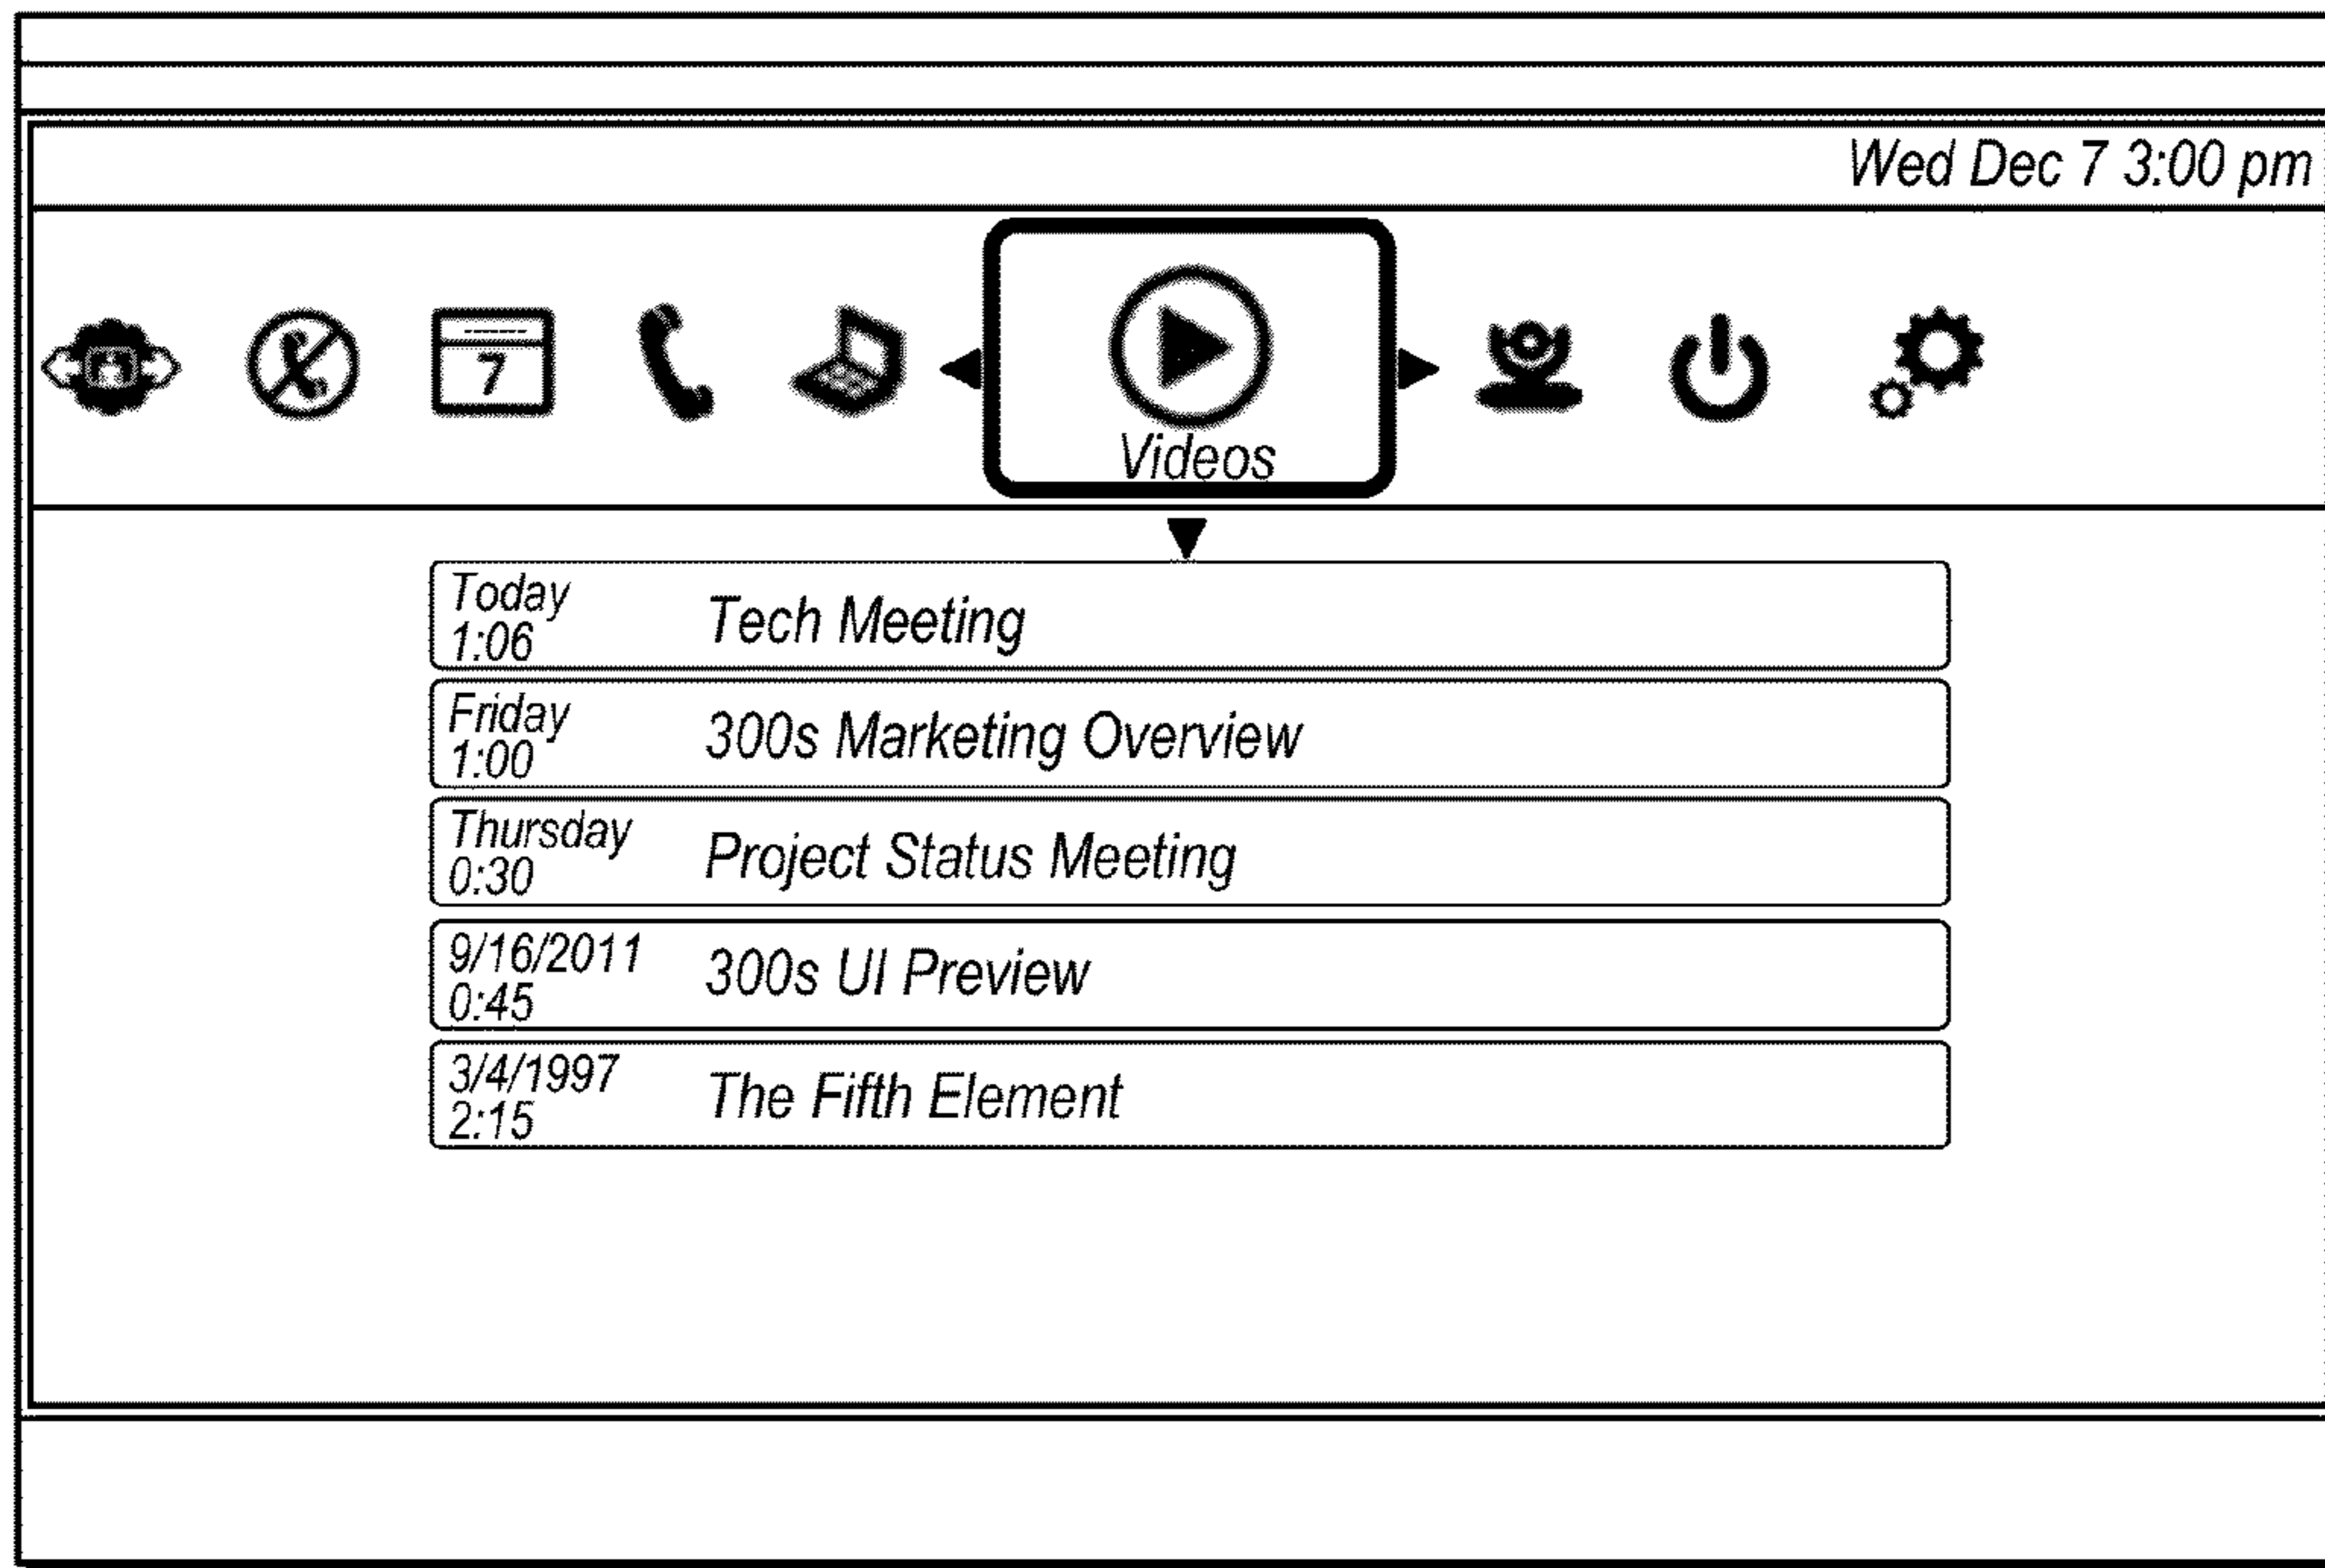 Wed Dec 7 3:00 pm
7
Videos
Today
1:06
Tech Meeting
Friday
1:00
300s Marketing Overview
Thursday
0:30
Project Status Meeting
9/16/2011
0:45
300s UI Preview
3/4/1997
2:15
The Fifth Element